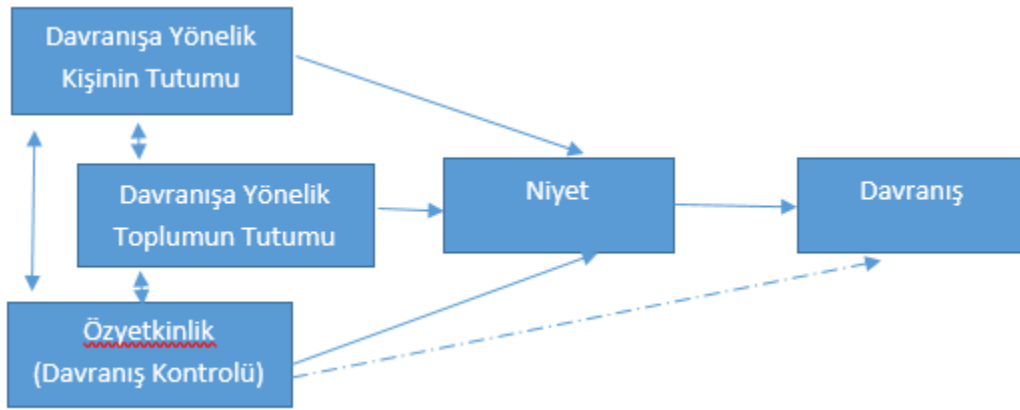 Davranışa Yönelik
Kişinin Tutumu
Davranışa Yönelik
Toplumun Tutumu
Niyet
Davranış
Özyetkinlik
(Davranış Kontrolü)